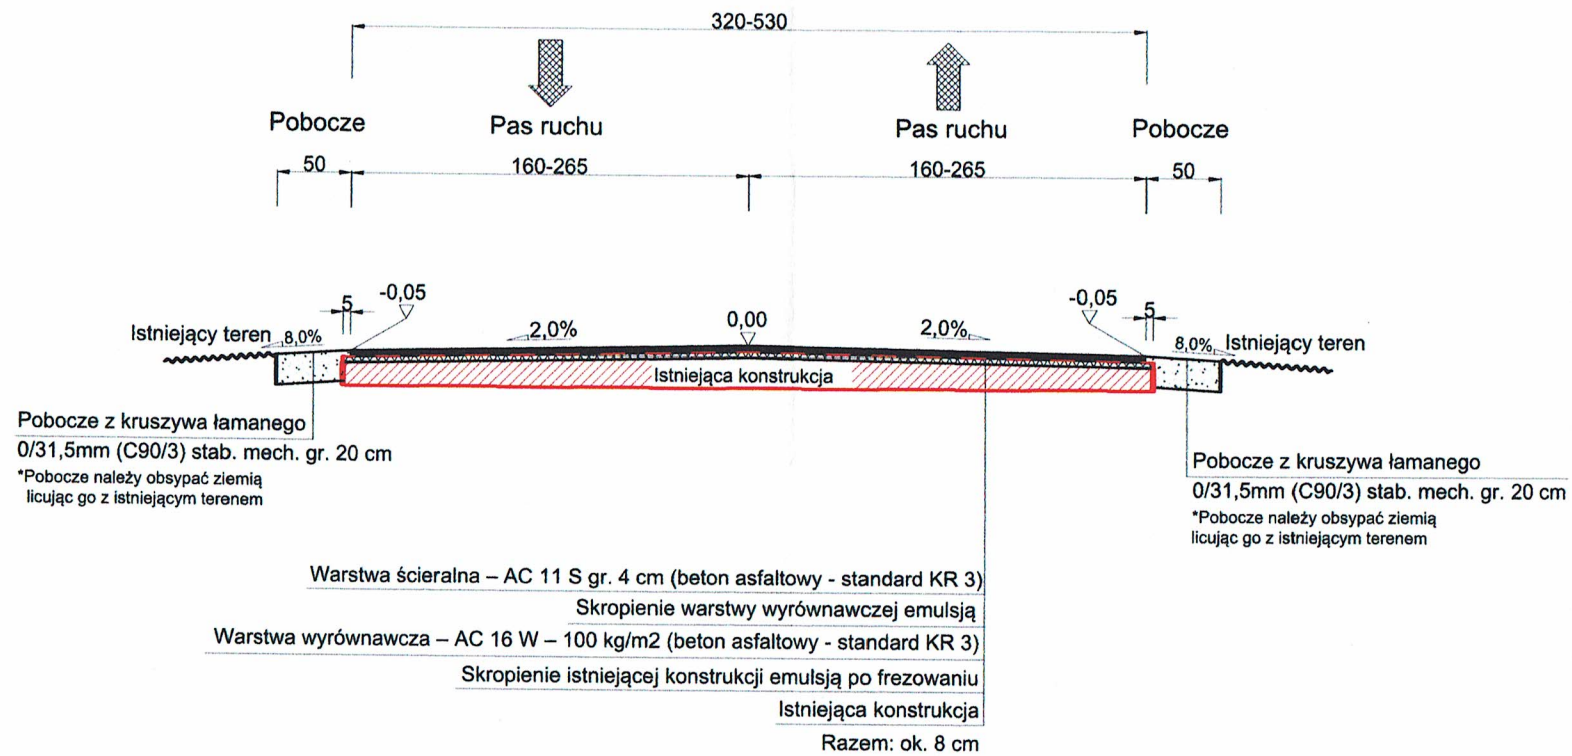 320-530
Pobocze
Pas ruchu
Pas ruchu
Pobocze
50
160-265
160-265
50
-0,05
-0,05
5
5
Istniejący teren
8,0%
2,0%
0,00
2,0%
8,0%
Istniejący teren
Istniejąca konstrukcja
Pobocze z kruszywa łamanego
0/31,5mm (C90/3) stab. mech. gr. 20 cm
*Pobocze należy obsypać ziemią
licując go z istniejącym terenem
Pobocze z kruszywa łamanego
0/31,5mm (C90/3) stab. mech. gr. 20 cm
*Pobocze należy obsypać ziemią
licując go z istniejącym terenem
Warstwa ścieralna – AC 11 S gr. 4 cm (beton asfaltowy - standard KR 3)
Skropienie warstwy wyrównawczej emulsją
Warstwa wyrównawcza – AC 16 W – 100 kg/m2 (beton asfaltowy - standard KR 3)
Skropienie istniejącej konstrukcji emulsją po frezowaniu
Istniejąca konstrukcja
Razem: ok. 8 cm